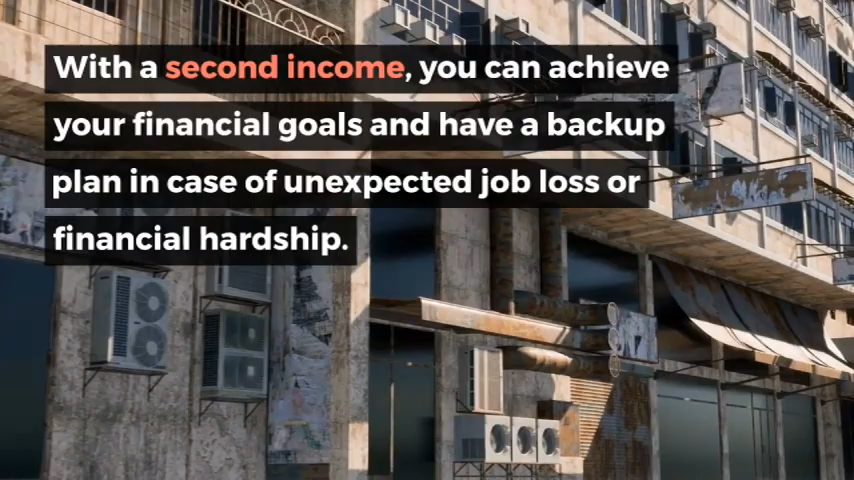 With a second income, you can achieve
your financial goals and have a backup
plan in case of unexpected job loss or
financial hardship.